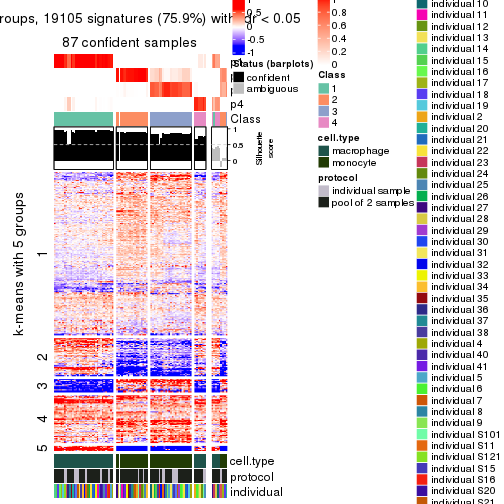 roups, 19105 signatures (75.9%) with
r < 0.05
87 confident samples
p4
Class
1
0.5
0
Silhouette
score
k-means with 5 groups
1
2
3
4
5
cell.type
protocol
individual
0.5
0
-0.5
-1
Status (barplots)
confident
ambiguous
0.8
0.6
0.4
0.2
0
Class
1
2
3
4
cell.type
macrophage
monocyte
protocol
individual sample
pool of 2 samples
individual 10
individual 11
individual 12
individual 13
individual 14
individual 15
individual 16
individual 17
individual 18
individual 19
individual 2
individual 20
individual 21
individual 22
individual 23
individual 24
individual 25
individual 26
individual 27
individual 28
individual 29
individual 30
individual 31
individual 32
individual 33
individual 34
individual 35
individual 36
individual 37
individual 38
individual 4
individual 40
individual 41
individual 5
individual 6
individual 7
individual 8
individual 9
individual S101
individual S11
individual S121
individual S15
individual S16
individual S20
individual S21